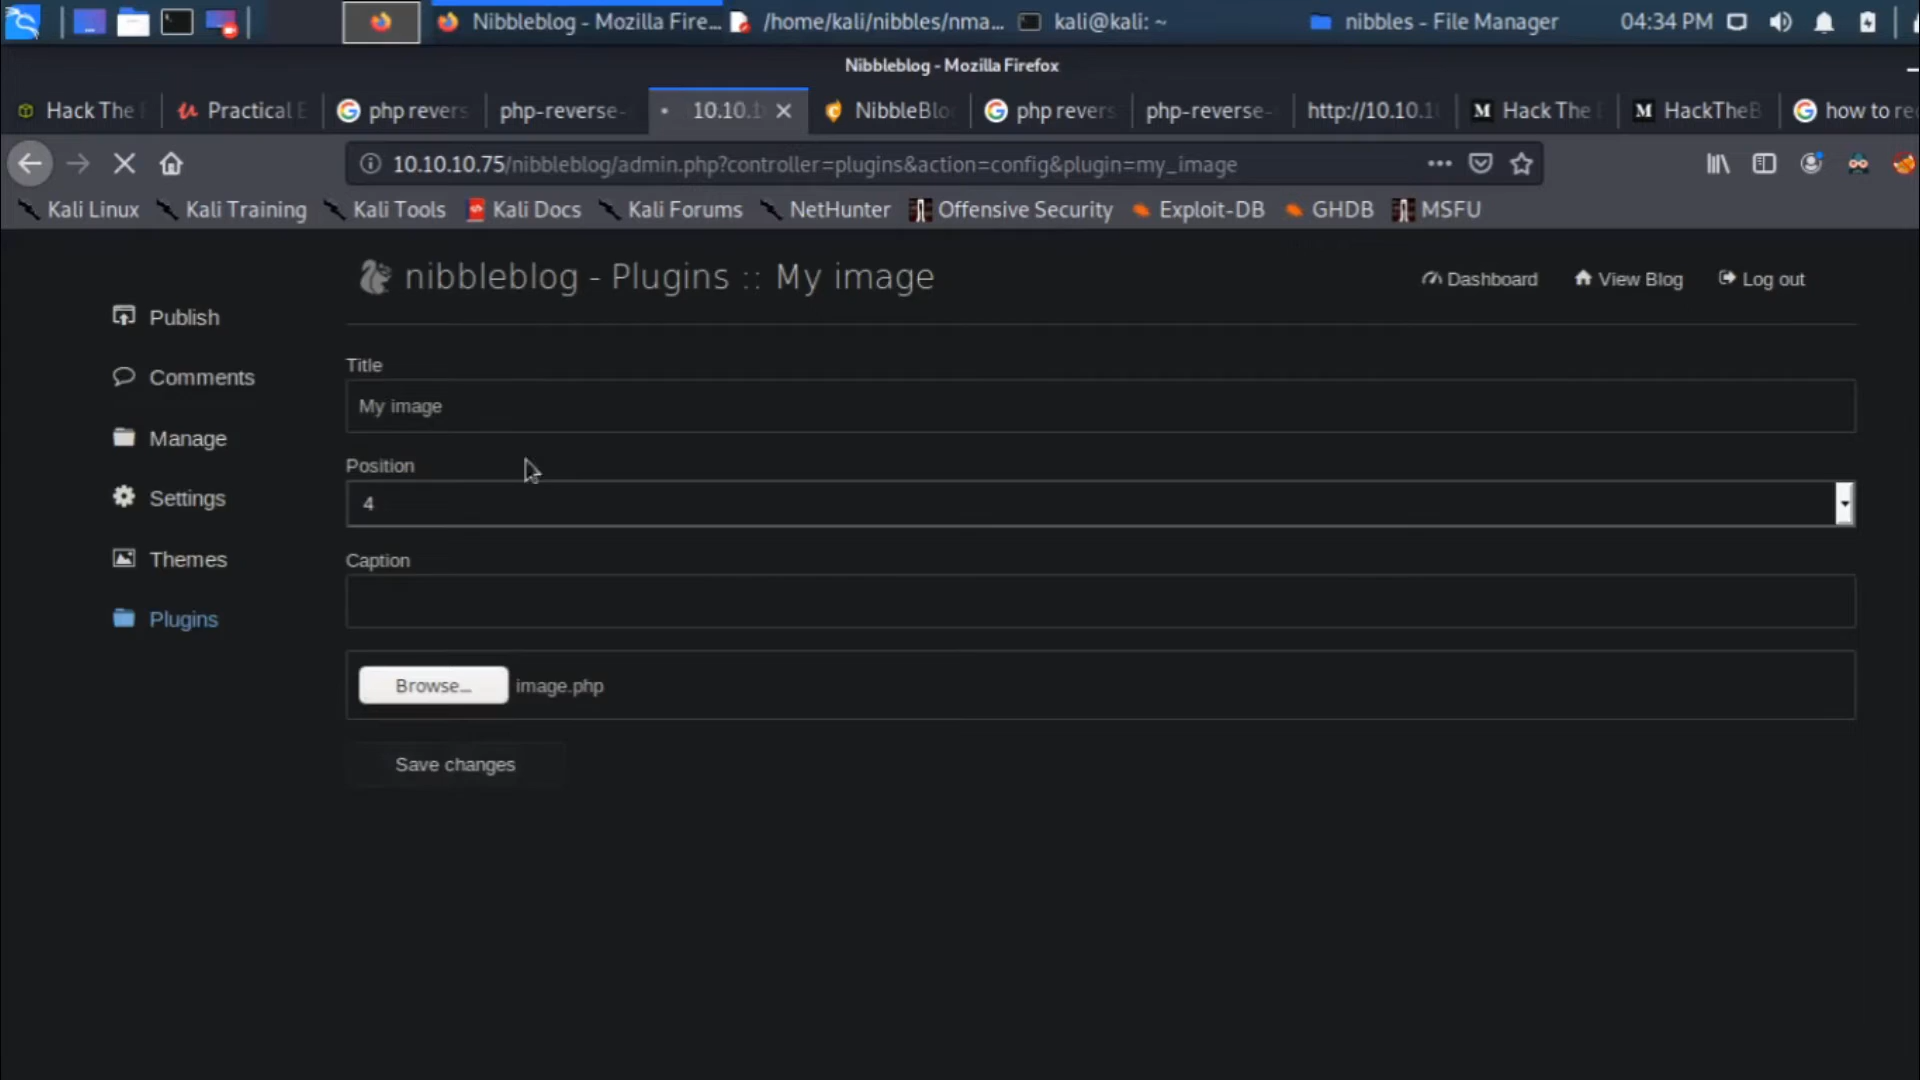 Nibbleblog - Mozilla Fire... /home/kali/nibbles/nma... kali@kali: ~ nibbles - File Manager 04:34 PM
Nibbleblog - Mozilla Firefox
Hack The Practical E php revers php-reverse- 10.10.1 NibbleBlo php revers php-reverse- http://10.10.1 Hack The HackTheB how to re
10.10.10.75/nibbleblog/admin.php?controller=plugins&action=config&plugin=my_image
Kali Linux Kali Training Kali Tools Kali Docs Kali Forums NetHunter Offensive Security Exploit-DB GHDB MSFU
nibbleblog - Plugins :: My image
Dashboard View Blog Log out
Publish
Comments
Manage
Settings
Themes
Plugins
Title
My image
Position
4
Caption
Browse... image.php
Save changes